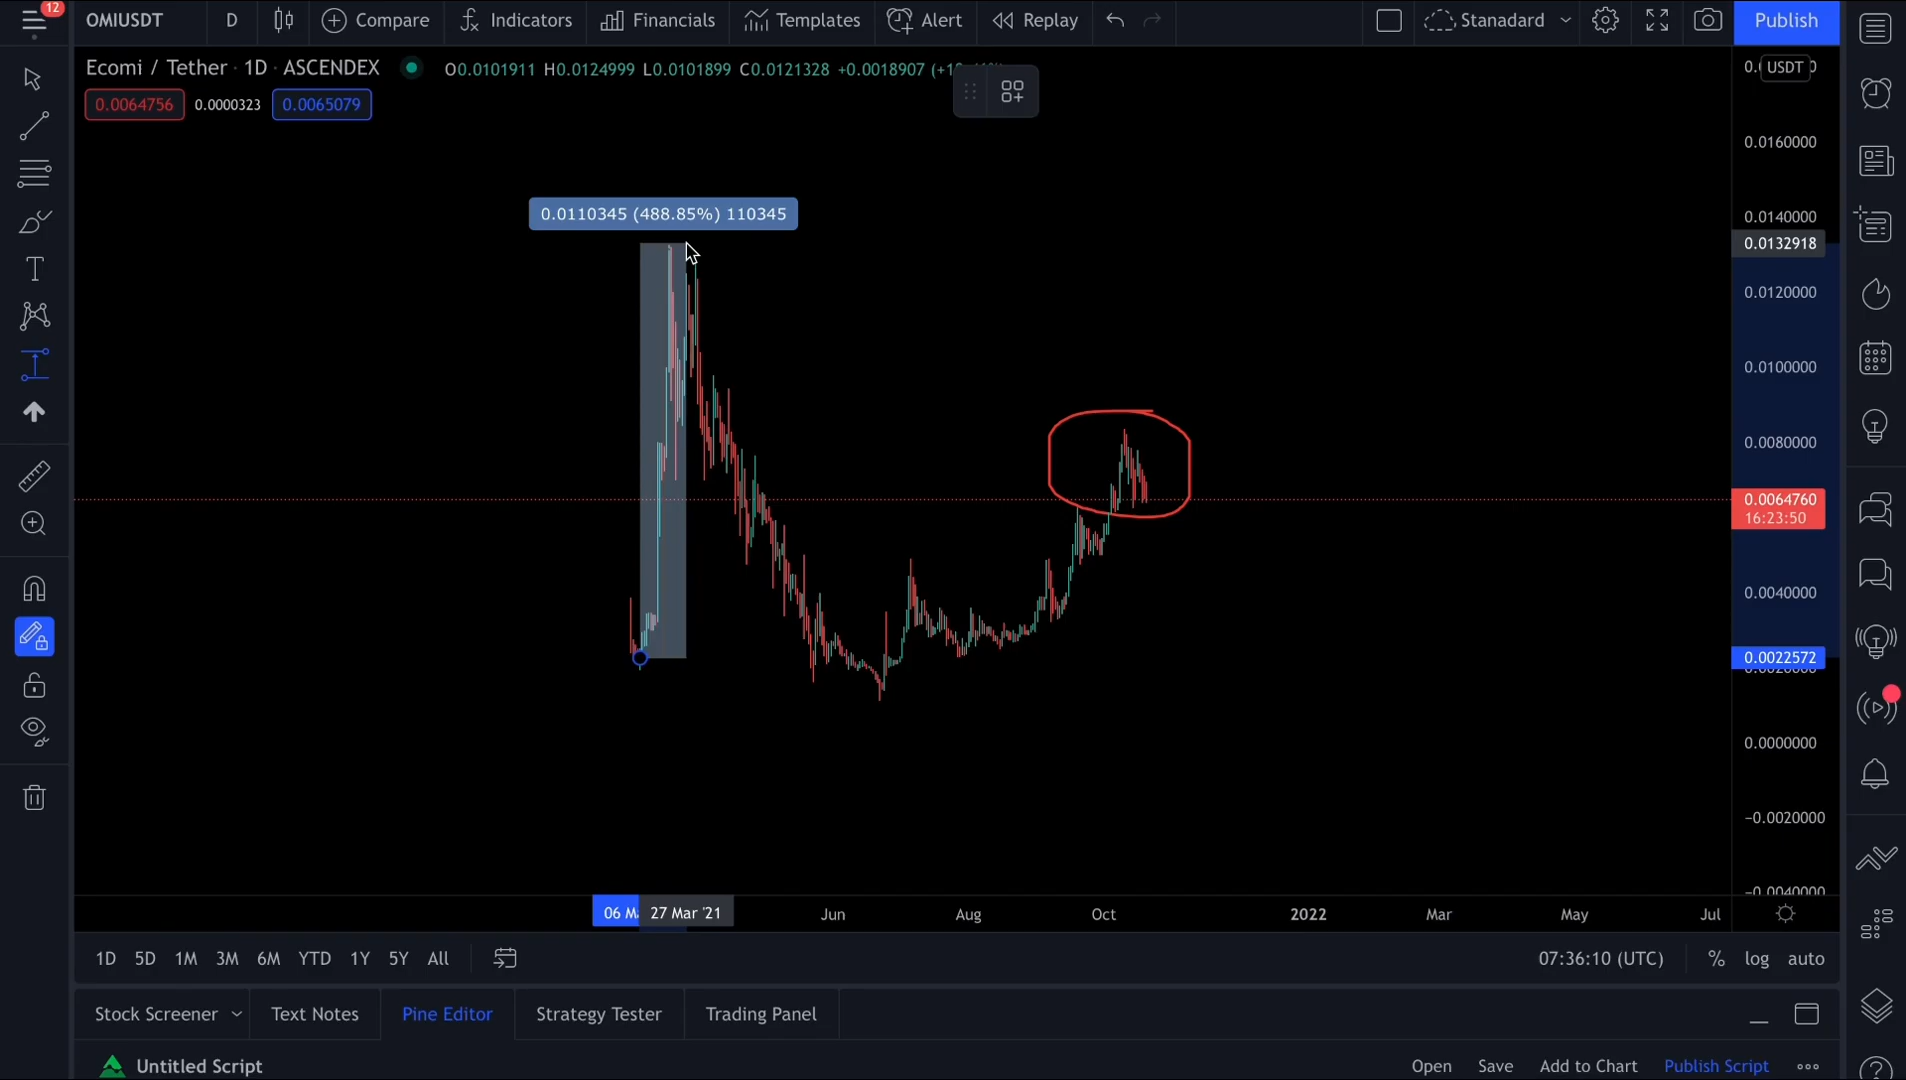 12
OMIUSDT
D
Compare
Indicators
Financials
Templates
Alert
Replay
Stanadard
Publish
Ecomi / Tether · 1D · ASCENDEX
O0.0101911 H0.0124999 L0.0101899 C0.0121328 +0.0018907
0.0064756
0.0000323
0.0065079
USDT
0.0160000
0.0110345 (488.85%) 110345
0.0140000
0.0132918
0.0120000
0.0100000
0.0080000
0.0064760
16:23:50
0.0040000
0.0022572
0.0000000
−0.0020000
−0.0040000
27 Mar '21
Jun
Aug
Oct
2022
Mar
May
Jul
1D
5D
1M
3M
6M
YTD
1Y
5Y
All
07:36:10 (UTC)
%
log
auto
Stock Screener
Text Notes
Pine Editor
Strategy Tester
Trading Panel
Untitled Script
Open
Save
Add to Chart
Publish Script